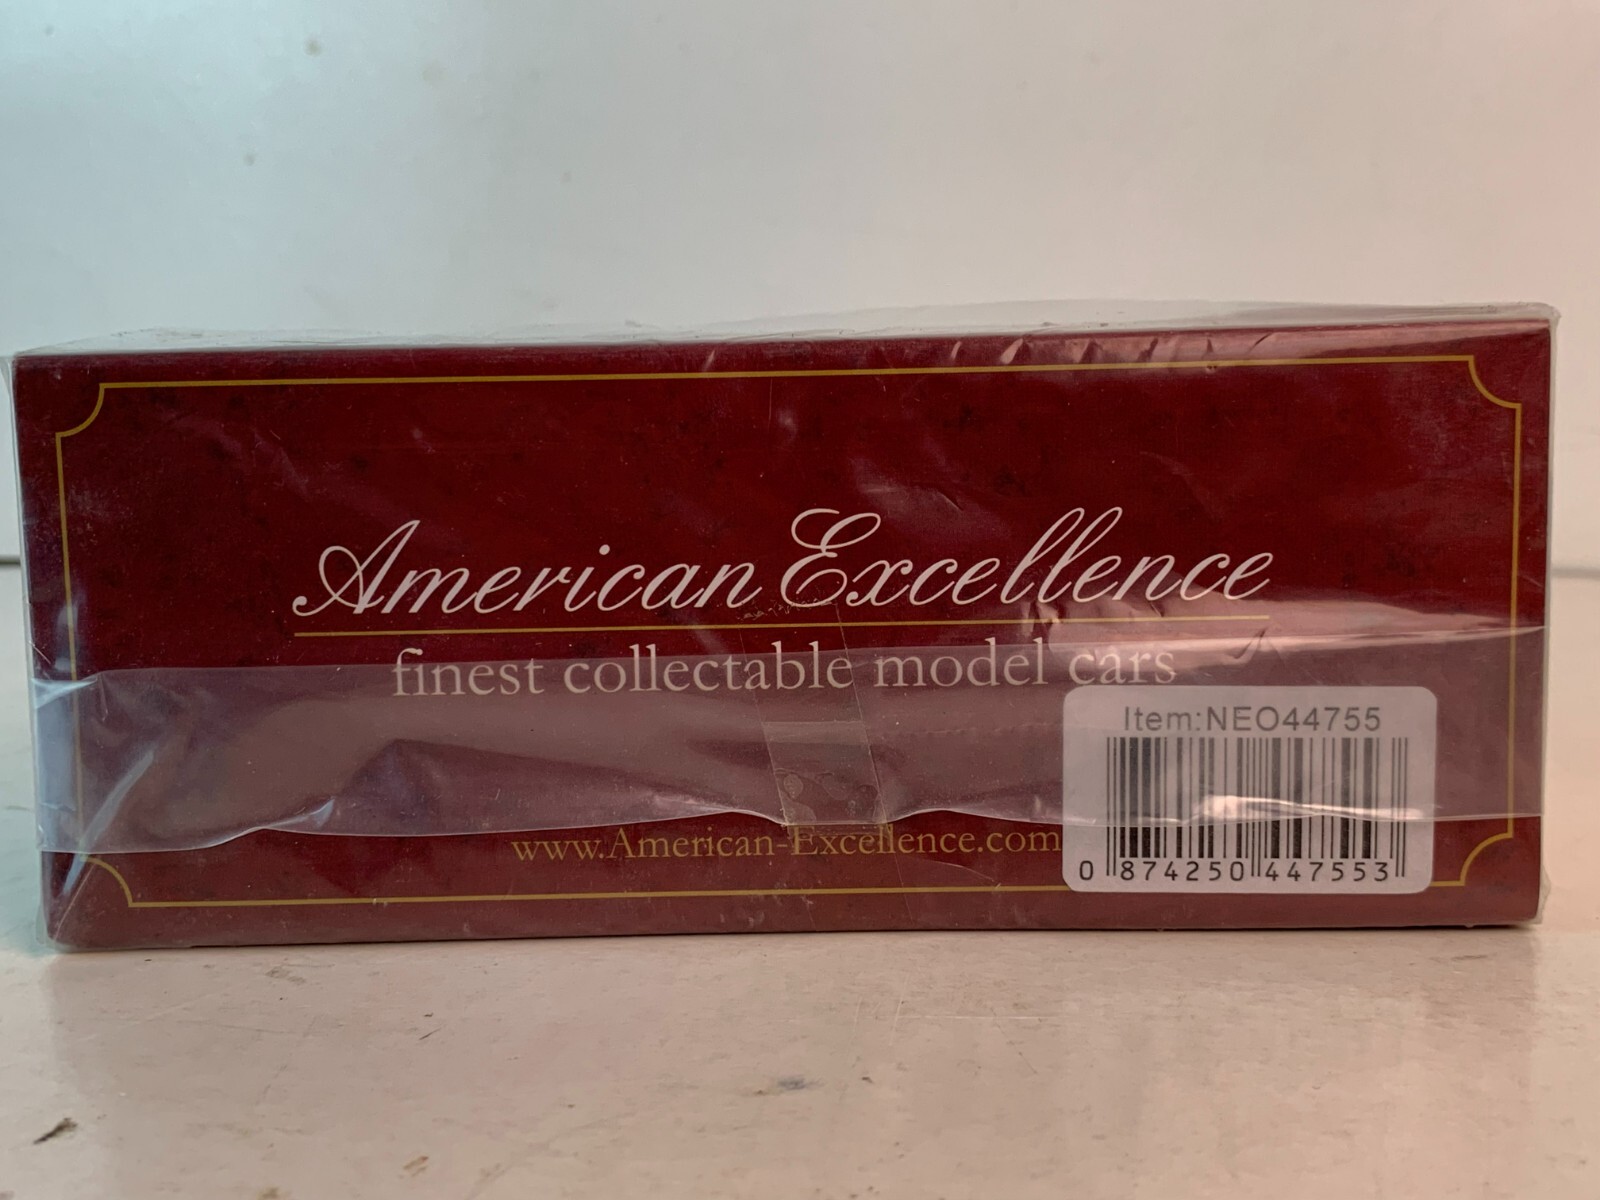 American Excellence
finest collectable model cars
Item:NEO44755
www.American-Excellence.com
0 874250 447553